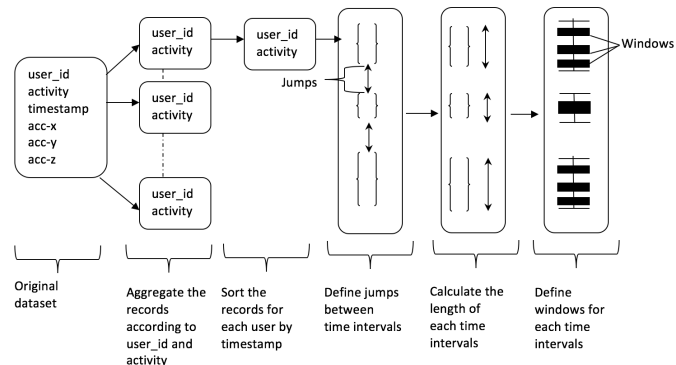 user_id
activity
timestamp
acc-x
acc-y
acc-z
user_id
activity
user_id
activity
user_id
activity
user_id
activity
Jumps
Windows
Original
dataset
Aggregate the
records
according to
user_id and
activity
Sort the
records for
each user by
timestamp
Define jumps
between
time intervals
Calculate the
length of
each time
intervals
Define
windows for
each time
intervals